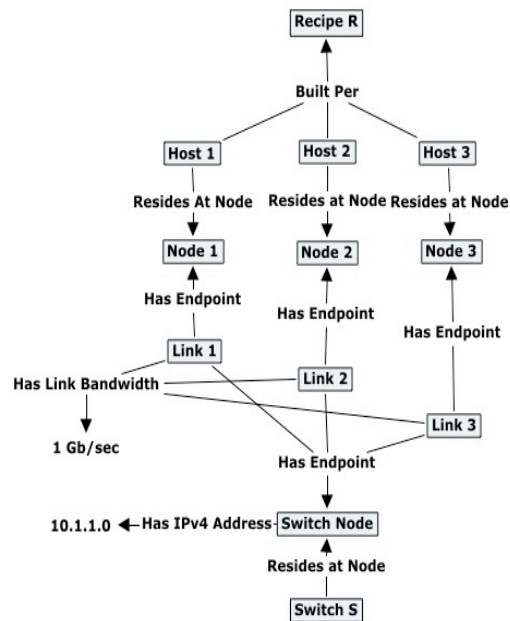 Recipe R
Built Per
Host 1
Host 2
Host 3
Resides At Node
Resides at Node
Resides at Node
Node 1
Node 2
Node 3
Has Endpoint
Has Endpoint
Has Endpoint
Link 1
Link 2
Has Link Bandwidth
Link 3
1 Gb/sec
Has Endpoint
10.1.1.0
Has IPv4 Address
Switch Node
Resides at Node
Switch S